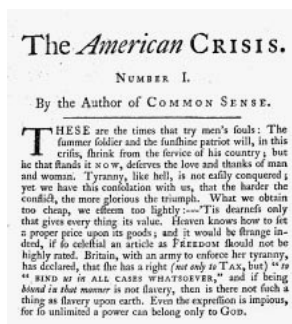 The American CRISIS.
NUMBER I.
By the Author of COMMON SENSE.
THESE are the times that try men's ſouls: The
ſummer ſoldier and the ſunſhine patriot will, in this
criſis, ſhrink from the ſervice of his country; but
he that ſtands it NOW, deſerves the love and thanks of man
and woman. Tyranny, like hell, is not eaſily conquered;
yet we have this conſolation with us, that the harder the
conflict, the more glorious the triumph. What we obtain
too cheap, we eſteem too lightly:---'Tis dearneſs only
that gives every thing its value. Heaven knows how to ſet
a proper price upon its goods; and it would be ſtrange in-
deed, if ſo celeſtial an article as FREEDOM ſhould not be
highly rated. Britain, with an army to enforce her tyranny,
has declared, that ſhe has a right (not only to TAX, but) "to
"BIND us in ALL CASES WHATSOEVER," and if being
bound in that manner is not ſlavery, then is there not ſuch a
thing as ſlavery upon earth. Even the expreſſion is impious,
for ſo unlimited a power can belong only to GOD.